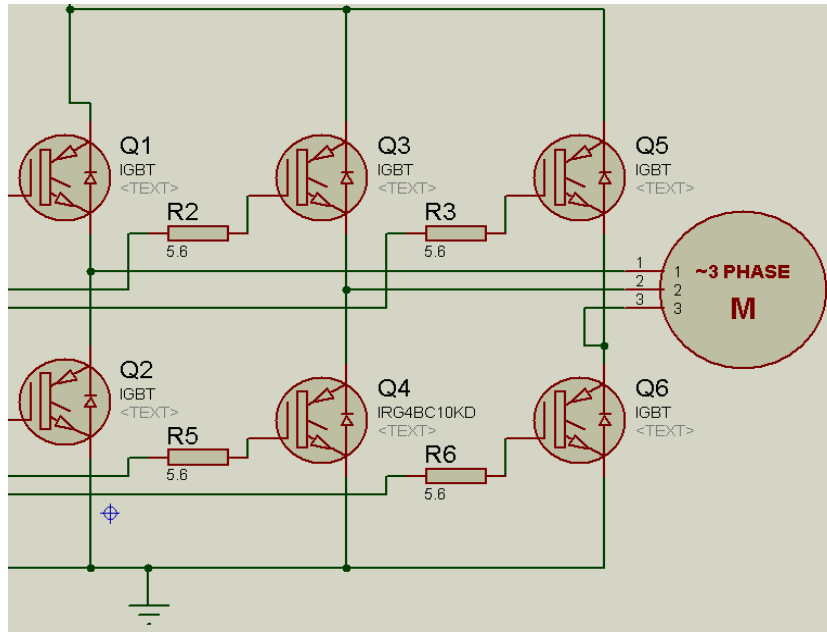 Q1
IGBT
<TEXT>
Q3
IGBT
<TEXT>
Q5
IGBT
<TEXT>
R2
5.6
R3
5.6
1
2
3
1
2
3
~3 PHASE
M
Q2
IGBT
<TEXT>
Q4
IRG4BC10KD
<TEXT>
Q6
IGBT
<TEXT>
R5
5.6
R6
5.6